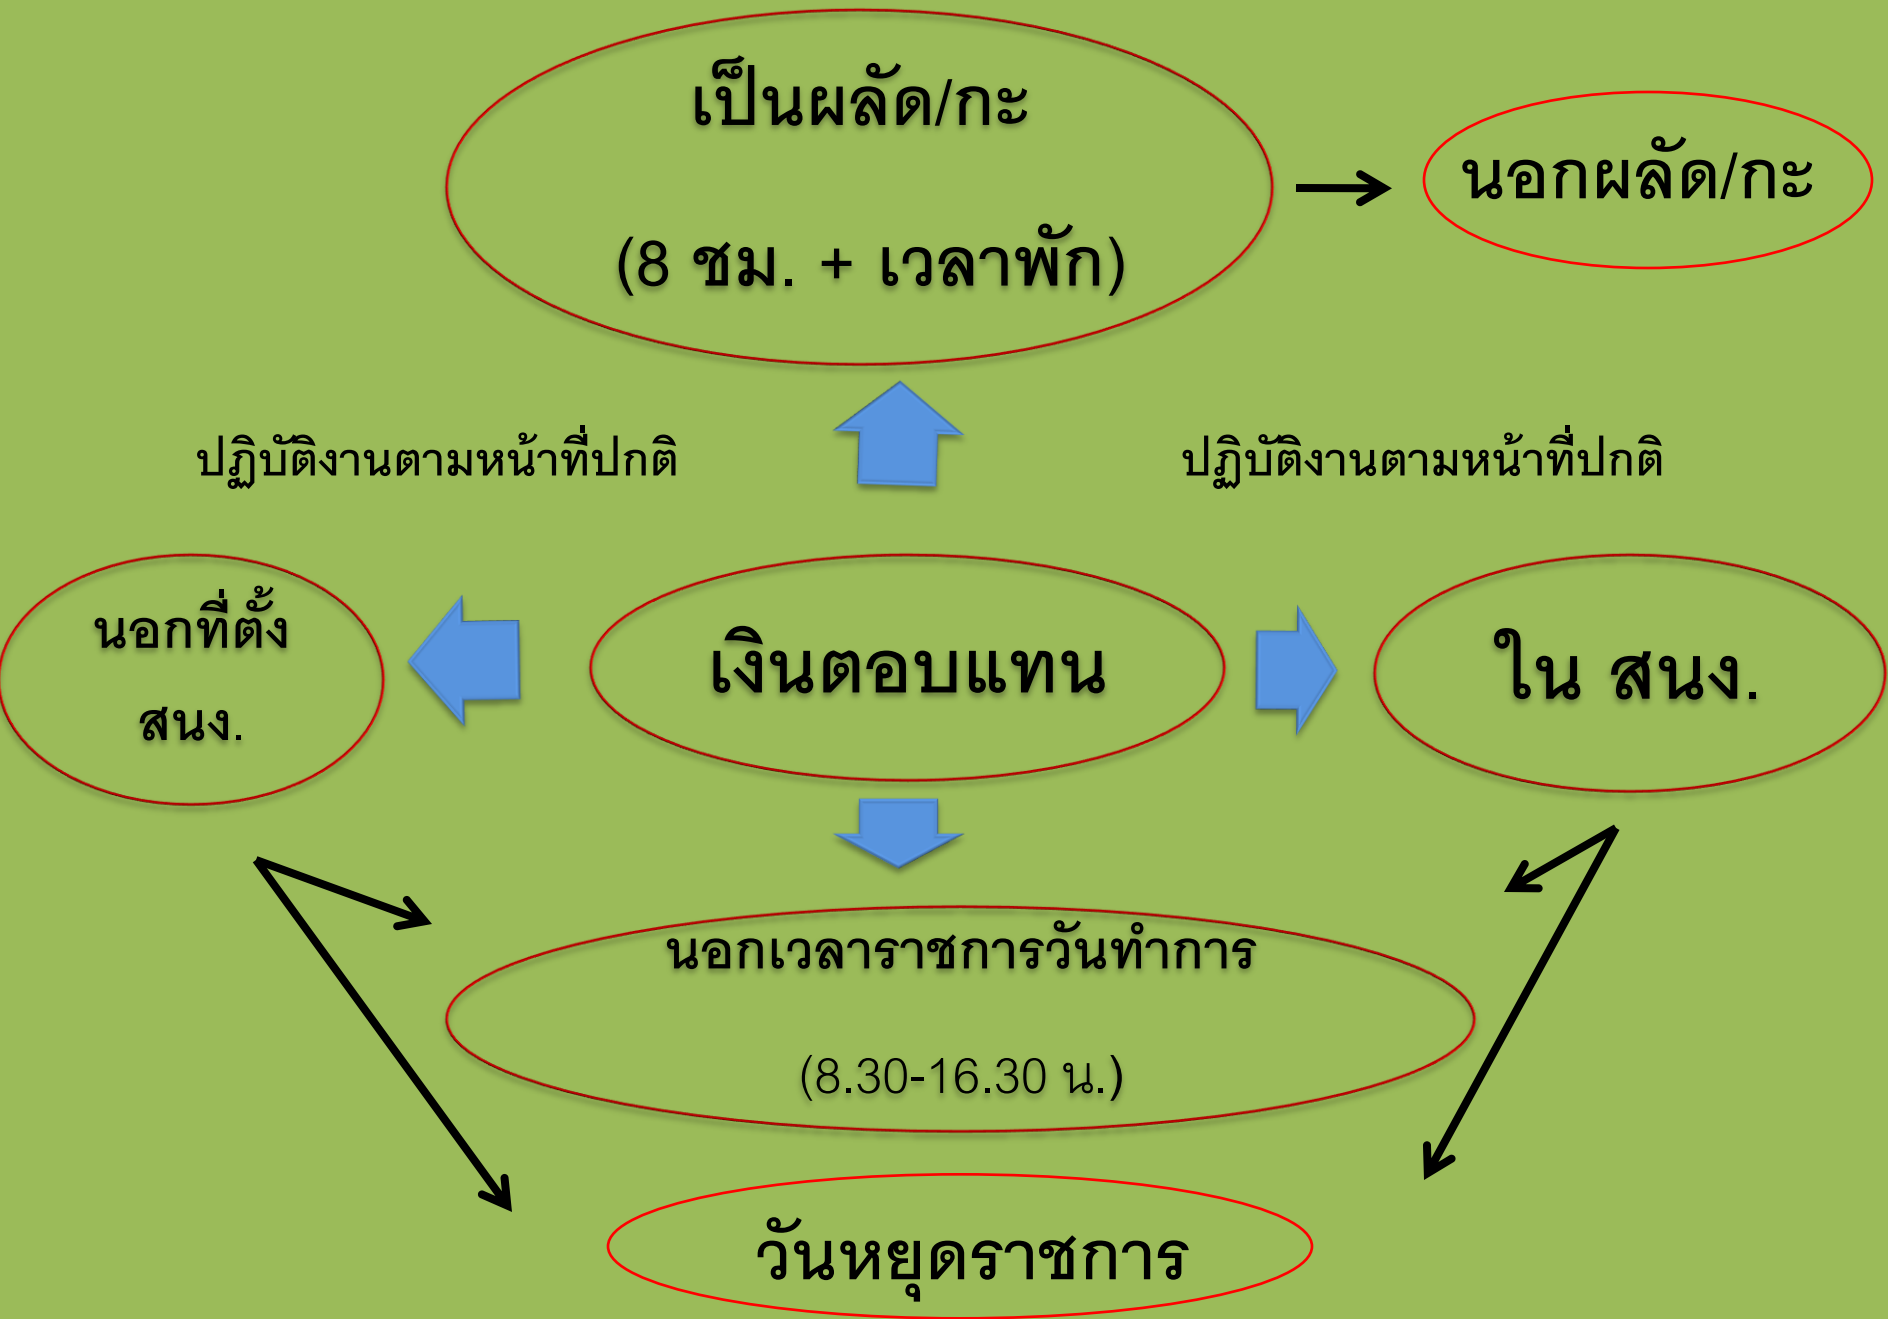 เป็นผลัด/กะ
(8 ชม. + เวลาพัก)
นอกผลัด/กะ
ปฏิบัติงานตามหน้าที่ปกติ
ปฏิบัติงานตามหน้าที่ปกติ
นอกที่ตั้ง
สนง.
เงินตอบแทน
ใน สนง.
นอกเวลาราชการวันทำการ
(8.30-16.30 น.)
วันหยุดราชการ